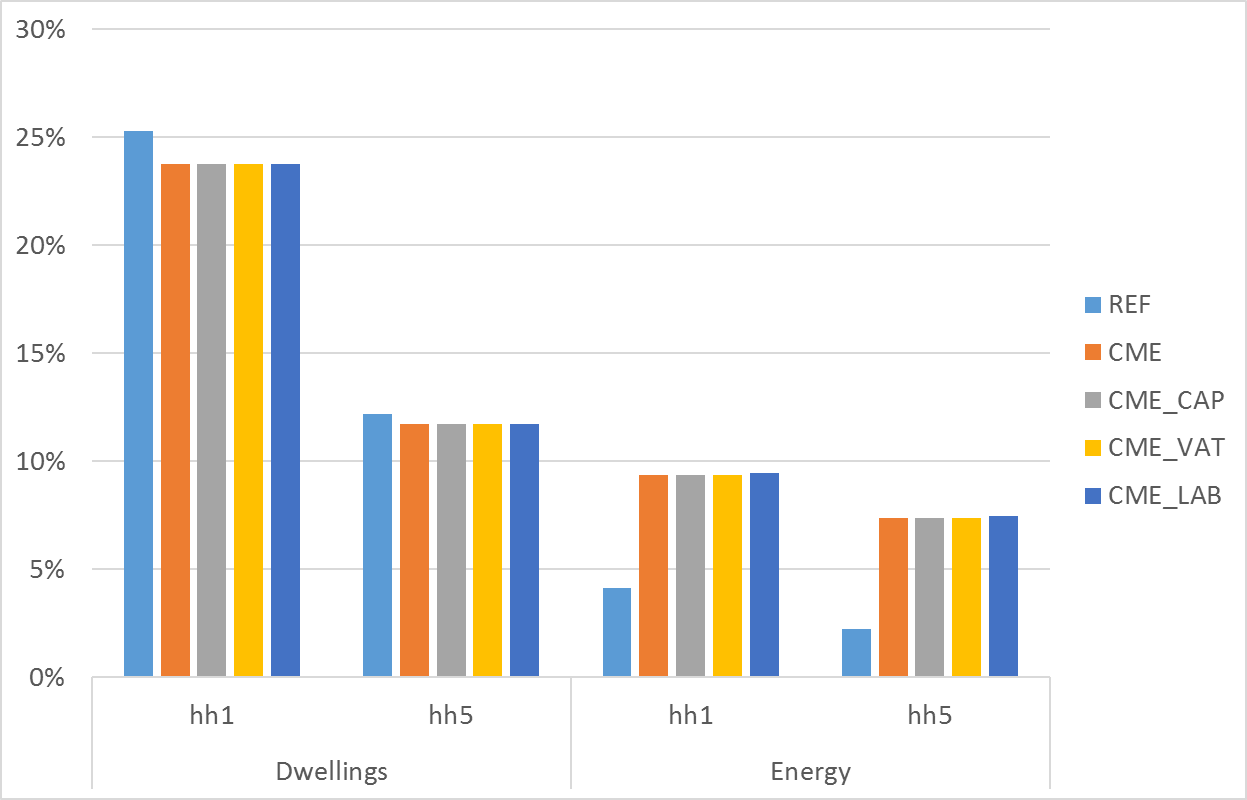 30%
25%
20%
15%
10%
5%
0%
hh1
hh5
hh1
hh5
Dwellings
Energy
REF
CME
CME_CAP
CME_VAT
CME_LAB